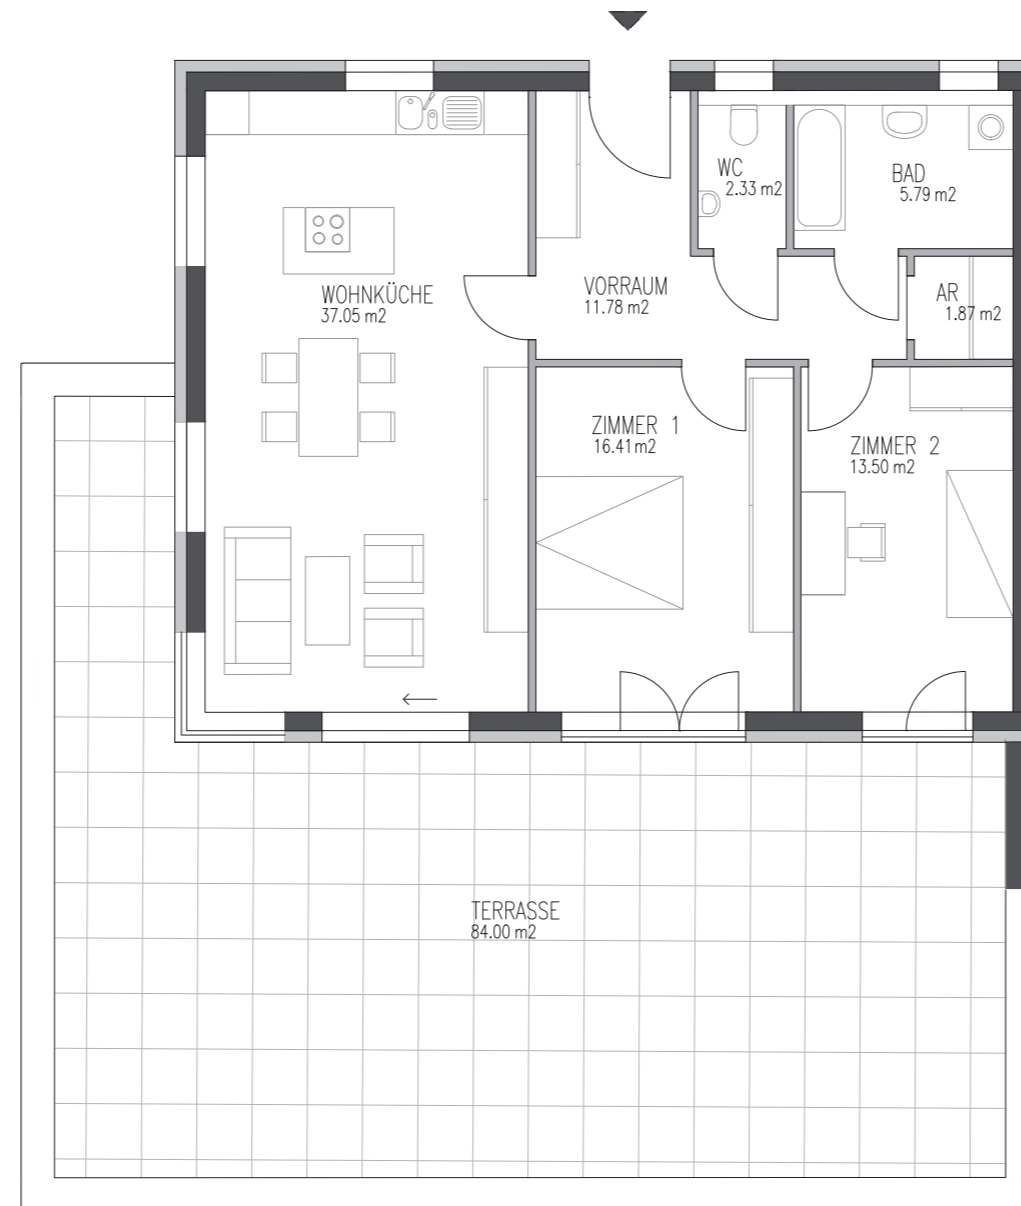 WC
2.33 m2
BAD
5.79 m2
WOHNKÜCHE
37.05 m2
VORRAUM
11.78 m2
AR
1.87 m2
ZIMMER 1
16.41 m2
ZIMMER 2
13.50 m2
TERRASSE
84.00 m2